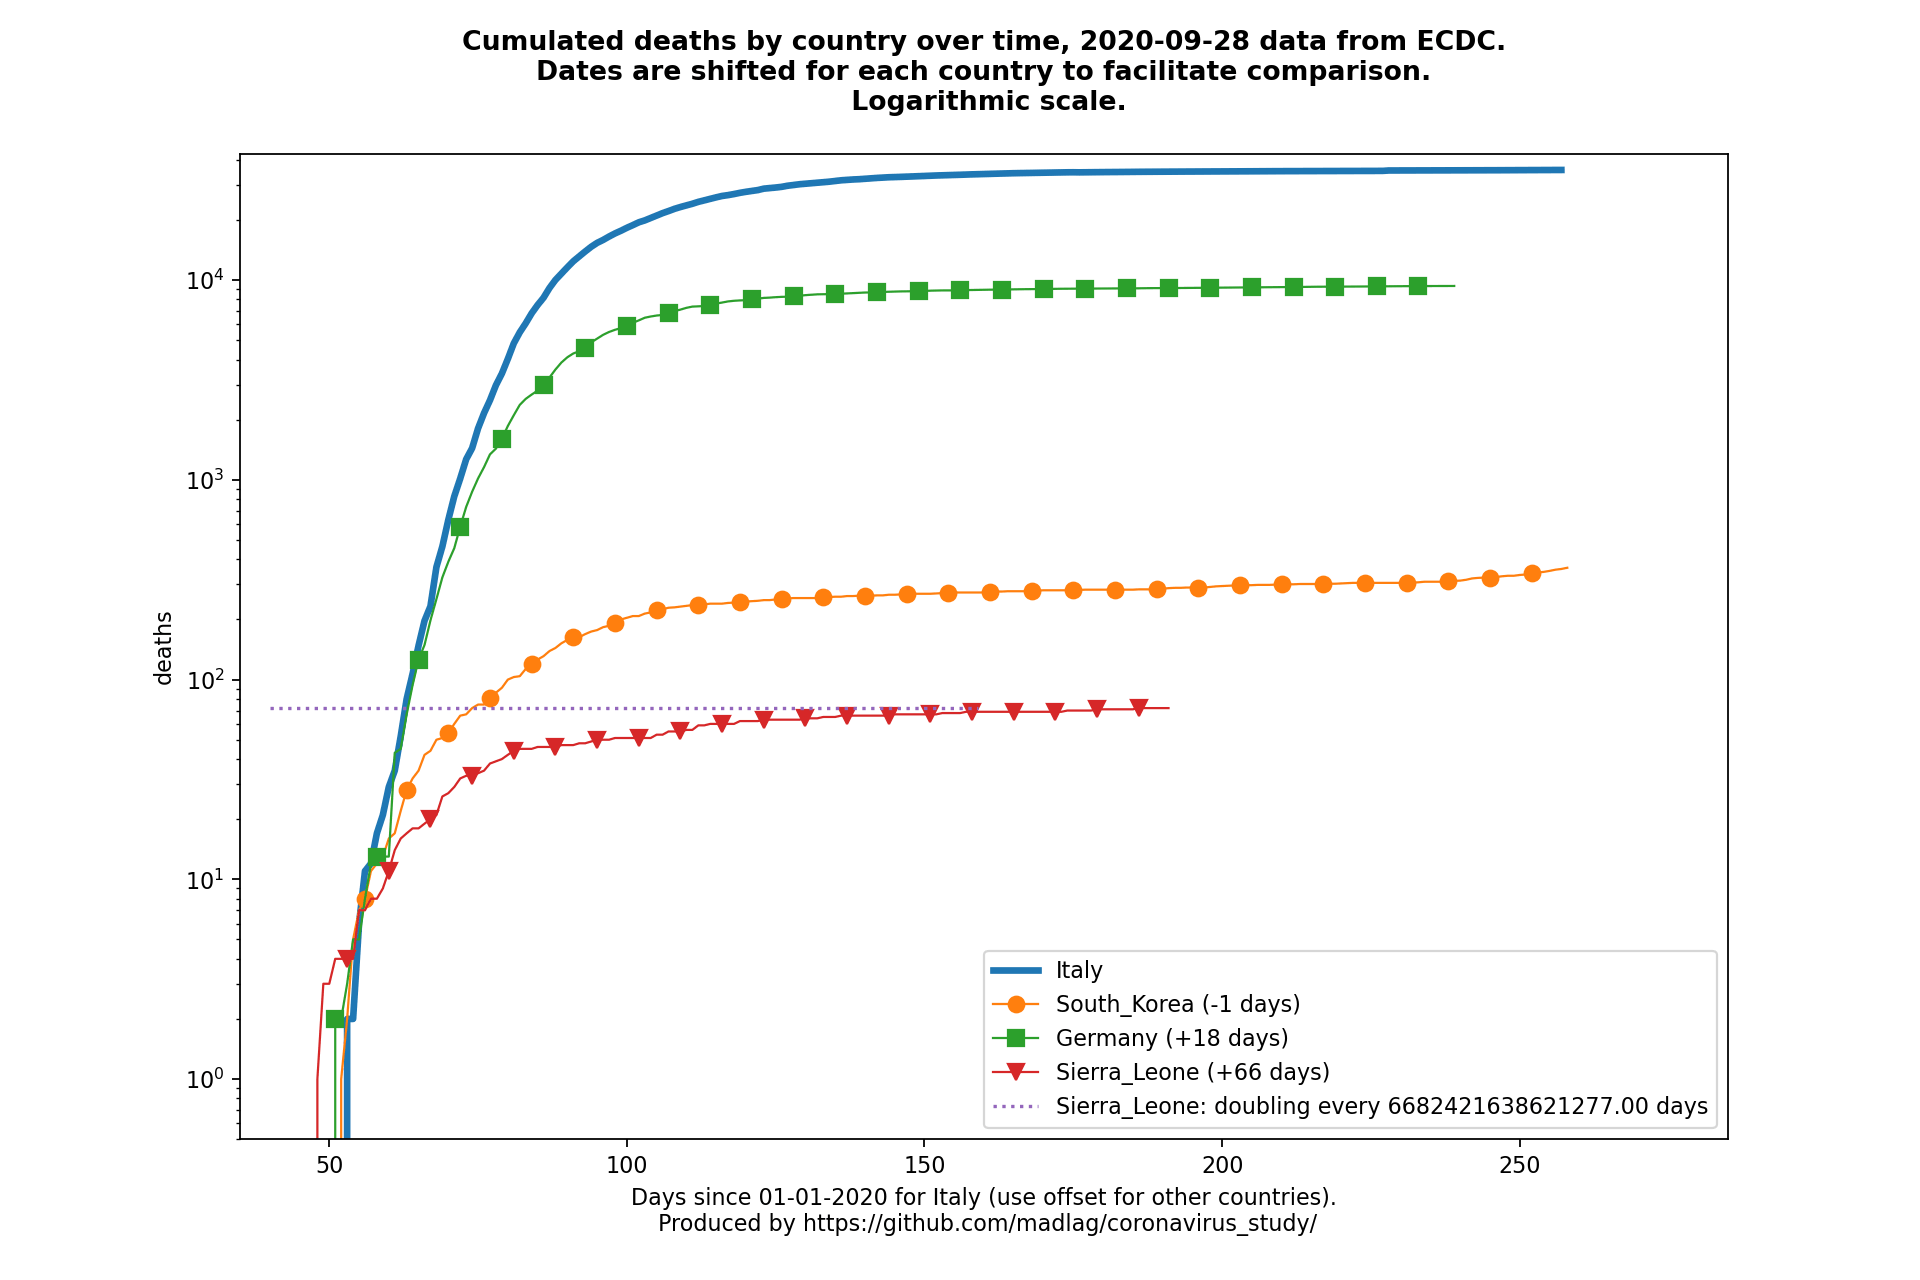 Cumulated deaths by country over time, 2020-09-28 data from ECDC.
Dates are shifted for each country to facilitate comparison.
Logarithmic scale.
deaths
10⁴
10³
10²
10¹
10⁰
50 100 150 200 250
Italy
South_Korea (-1 days)
Germany (+18 days)
Sierra_Leone (+66 days)
Sierra_Leone: doubling every 6682421638621277.00 days
Days since 01-01-2020 for Italy (use offset for other countries).
Produced by https://github.com/madlag/coronavirus_study/